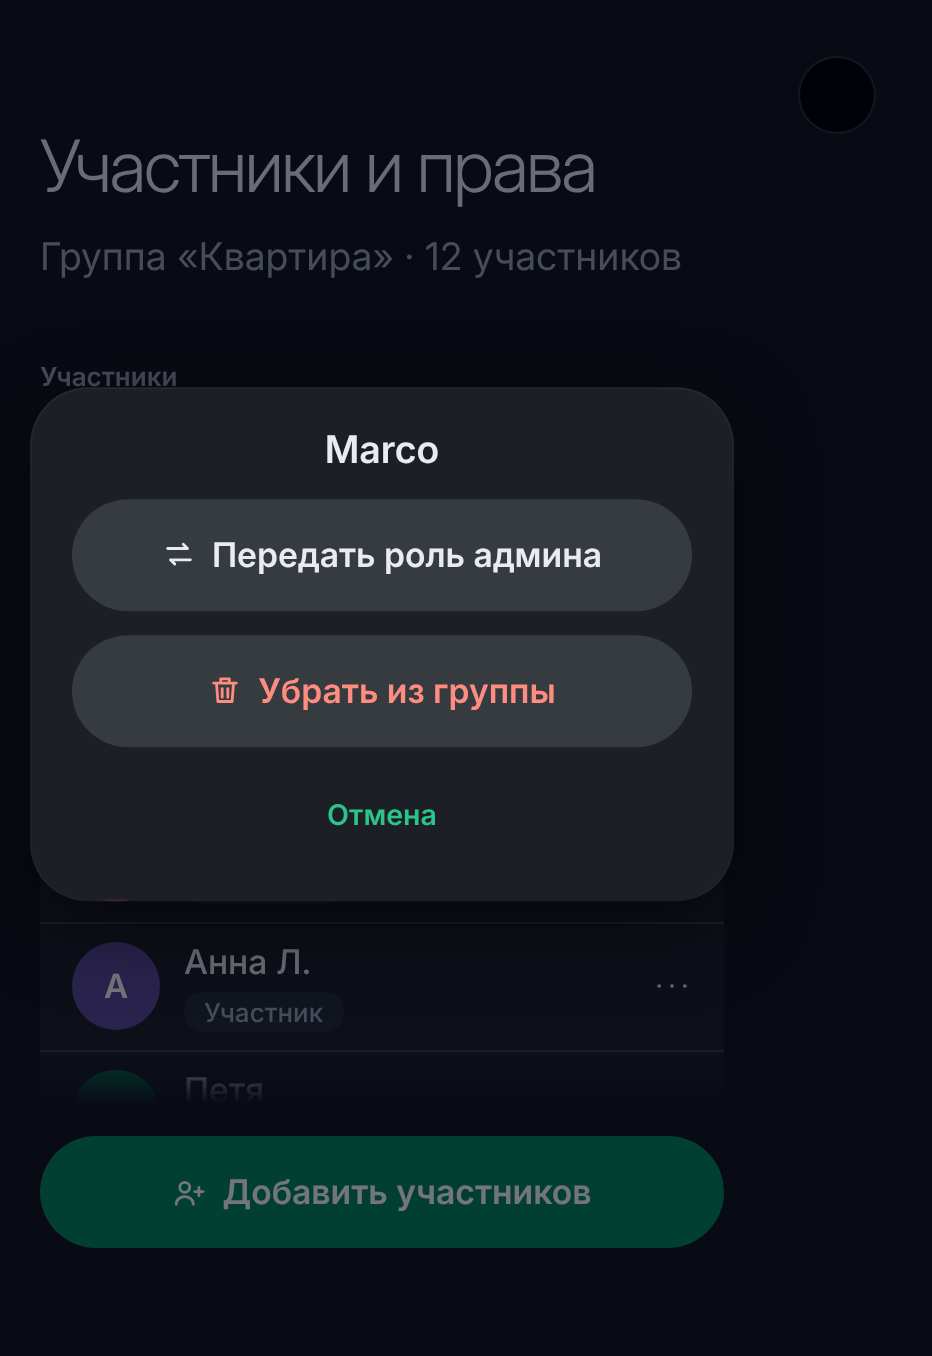 Участники и права
Группа «Квартира» · 12 участников
Участники
Marco
Передать роль админа
Убрать из группы
Отмена
А
Анна Л.
...
Участник
Петя
Добавить участников